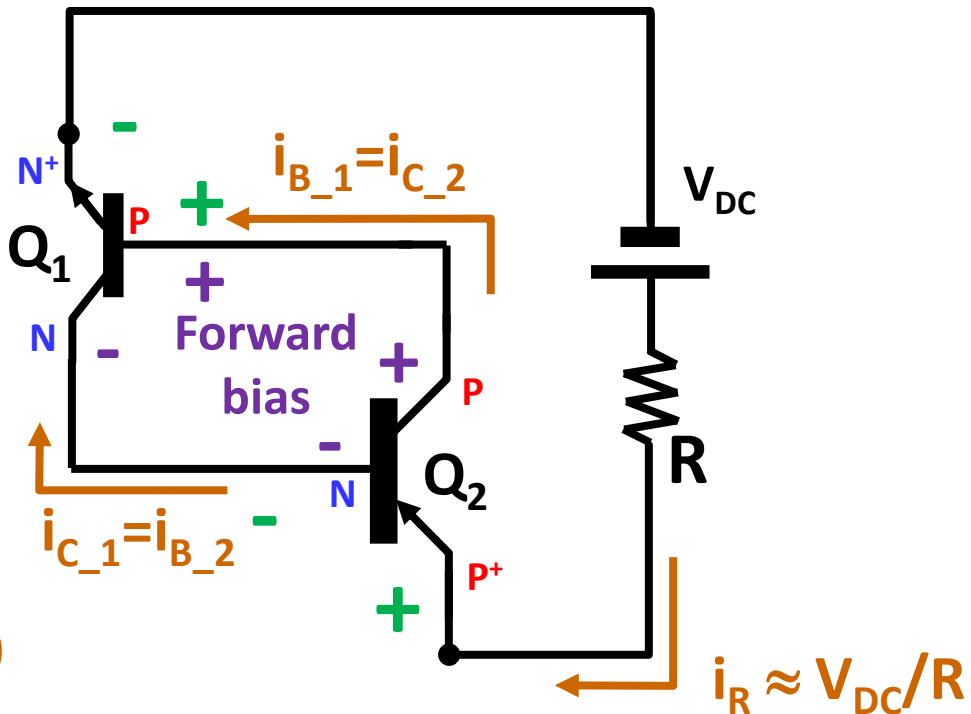 -
N⁺
i_B_1=i_C_2
V_DC
+
P
Q₁
+
N
-
Forward
bias
+
P
-
N
Q₂
R
i_C_1=i_B_2
-
P⁺
+
)
i_R ≈ V_DC/R